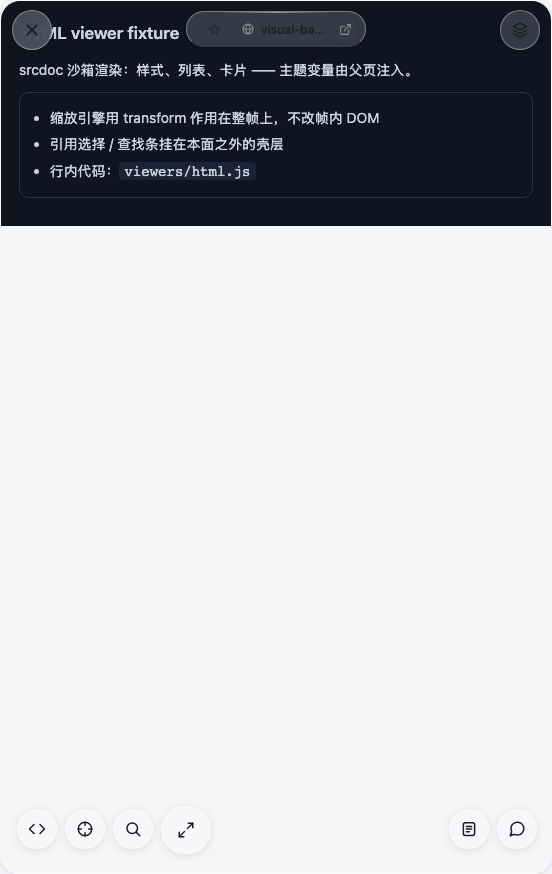 ML viewer fixture
visual-ba...
srcdoc 沙箱渲染：样式、列表、卡片 —— 主题变量由父页注入。
缩放引擎用 transform 作用在整帧上，不改帧内 DOM
引用选择 / 查找条挂在本面之外的壳层
行内代码： viewers/html.js